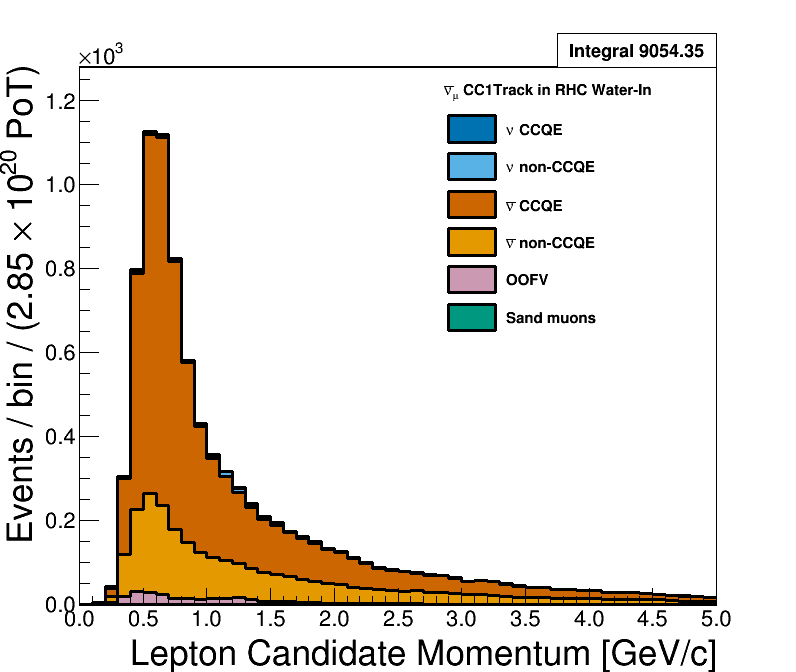 Integral 9054.35
×10³
ν̅μ CC1Track in RHC Water-In
ν CCQE
ν non-CCQE
ν̅ CCQE
ν̅ non-CCQE
OOFV
Sand muons
Events / bin / (2.85 × 10²⁰ PoT)
1.2
1.0
0.8
0.6
0.4
0.2
0.0
0.0 0.5 1.0 1.5 2.0 2.5 3.0 3.5 4.0 4.5 5.0
Lepton Candidate Momentum [GeV/c]